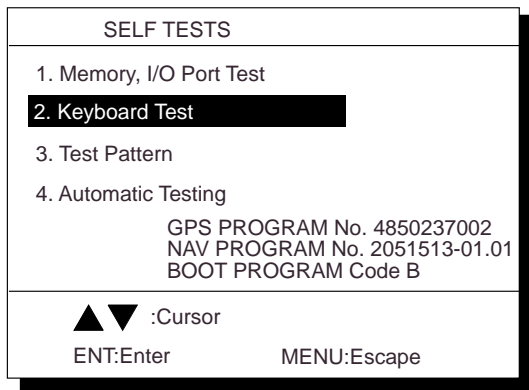 SELF TESTS
1. Memory, I/O Port Test
2. Keyboard Test
3. Test Pattern
4. Automatic Testing
GPS PROGRAM No. 4850237002
NAV PROGRAM No. 2051513-01.01
BOOT PROGRAM Code B
▲▼ :Cursor
ENT:Enter MENU:Escape